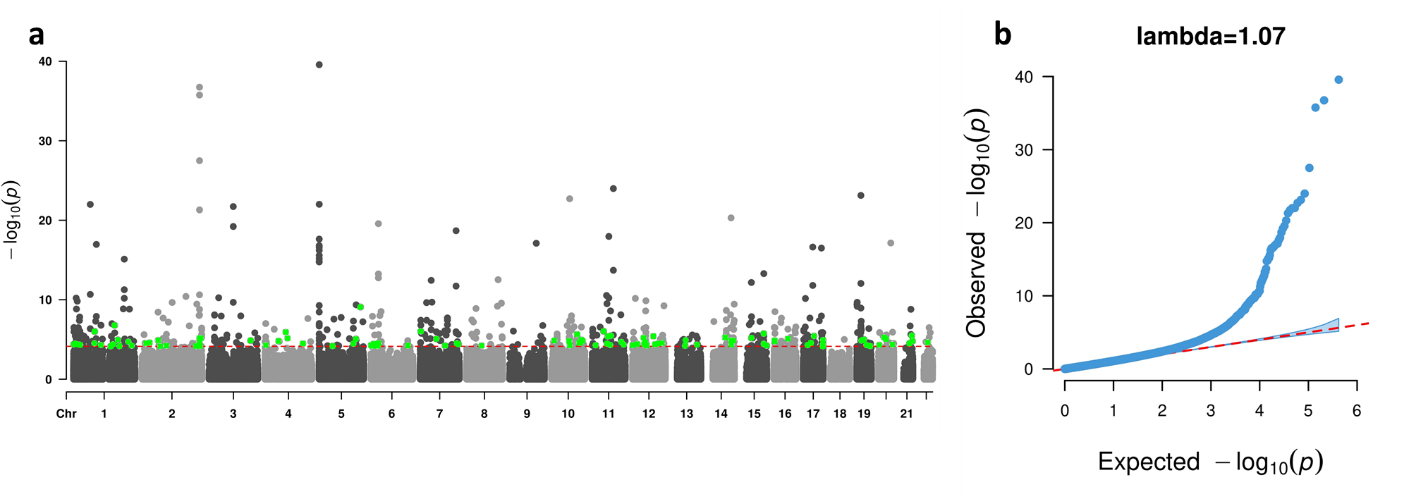 a
40
30
20
10
0
−log₁₀(p)
Chr 1 2 3 4 5 6 7 8 9 10 11 12 13 14 15 16 17 18 19 20 21
b
lambda=1.07
40
30
20
10
0
Observed −log₁₀(p)
0 1 2 3 4 5 6
Expected −log₁₀(p)